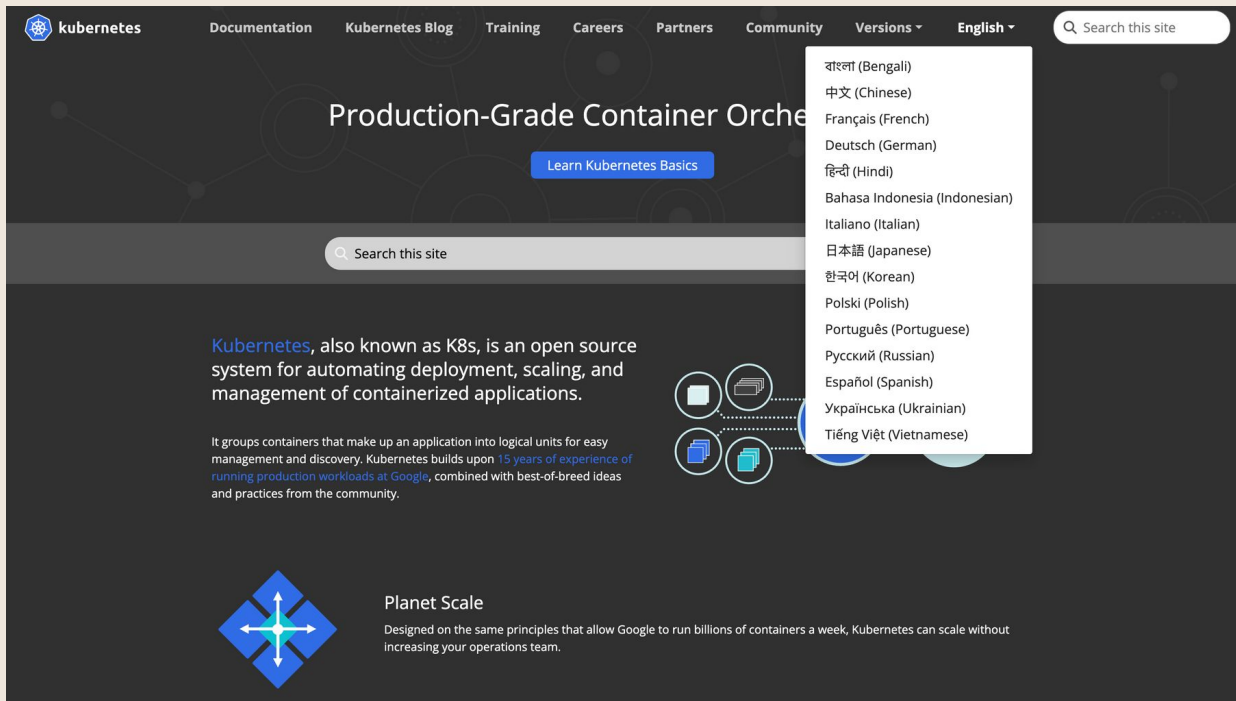 kubernetes
Documentation
Kubernetes Blog
Training
Careers
Partners
Community
Versions
English
Search this site
বাংলা (Bengali)
中文 (Chinese)
Français (French)
Deutsch (German)
हिन्दी (Hindi)
Bahasa Indonesia (Indonesian)
Italiano (Italian)
日本語 (Japanese)
한국어 (Korean)
Polski (Polish)
Português (Portuguese)
Русский (Russian)
Español (Spanish)
Українська (Ukrainian)
Tiếng Việt (Vietnamese)
Production-Grade Container Orche
Learn Kubernetes Basics
Search this site
Kubernetes, also known as K8s, is an open source
system for automating deployment, scaling, and
management of containerized applications.
It groups containers that make up an application into logical units for easy
management and discovery. Kubernetes builds upon 15 years of experience of
running production workloads at Google, combined with best-of-breed ideas
and practices from the community.
Planet Scale
Designed on the same principles that allow Google to run billions of containers a week, Kubernetes can scale without
increasing your operations team.